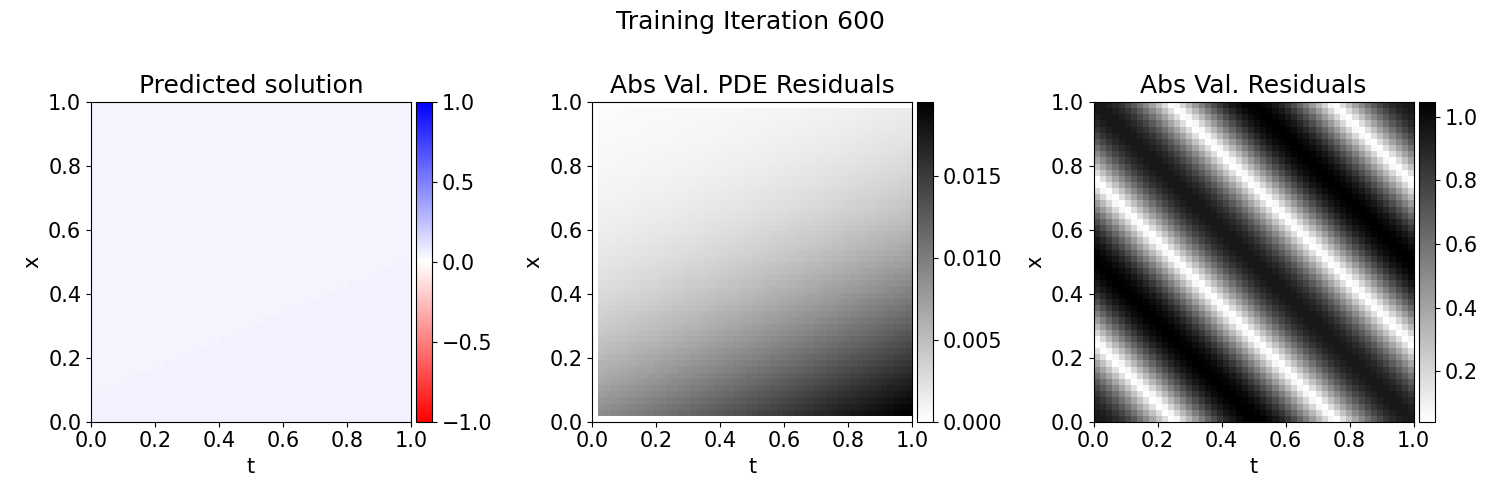 Training Iteration 600
Predicted solution
1.0
0.8
0.6
0.4
0.2
0.0
x
0.0 0.2 0.4 0.6 0.8 1.0
t
1.0
0.5
0.0
−0.5
−1.0
Abs Val. PDE Residuals
1.0
0.8
0.6
0.4
0.2
0.0
x
0.0 0.2 0.4 0.6 0.8 1.0
t
0.015
0.010
0.005
0.000
Abs Val. Residuals
1.0
0.8
0.6
0.4
0.2
0.0
x
0.0 0.2 0.4 0.6 0.8 1.0
t
1.0
0.8
0.6
0.4
0.2